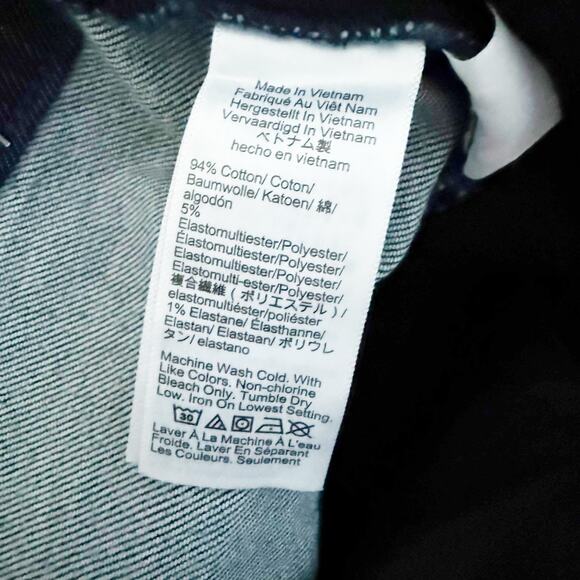 Made In Vietnam
Fabriqué Au Viêt Nam
Hergestellt In Vietnam
Vervaardigd In Vietnam
ベトナム製
hecho en vietnam
94% Cotton/ Coton/
Baumwolle/ Katoen/ 綿/
algodón
5%
Elastomultiester/Polyester/
Élastomultiester/Polyester/
Elastomultiester/Polyester/
Elastomulti-ester/Polyester/
複合繊維 ( ポリエステル ) /
elastomultiéster/poliéster
1% Elastane/ Élasthanne/
Elastan/ Elastaan/ ポリウレ
タン/ elastano
Machine Wash Cold. With
Like Colors. Non-chlorine
Bleach Only. Tumble Dry
Low. Iron On Lowest Setting.
30
Laver À La Machine À L'eau
Froide. Laver En Séparant
Les Couleurs. Seulement